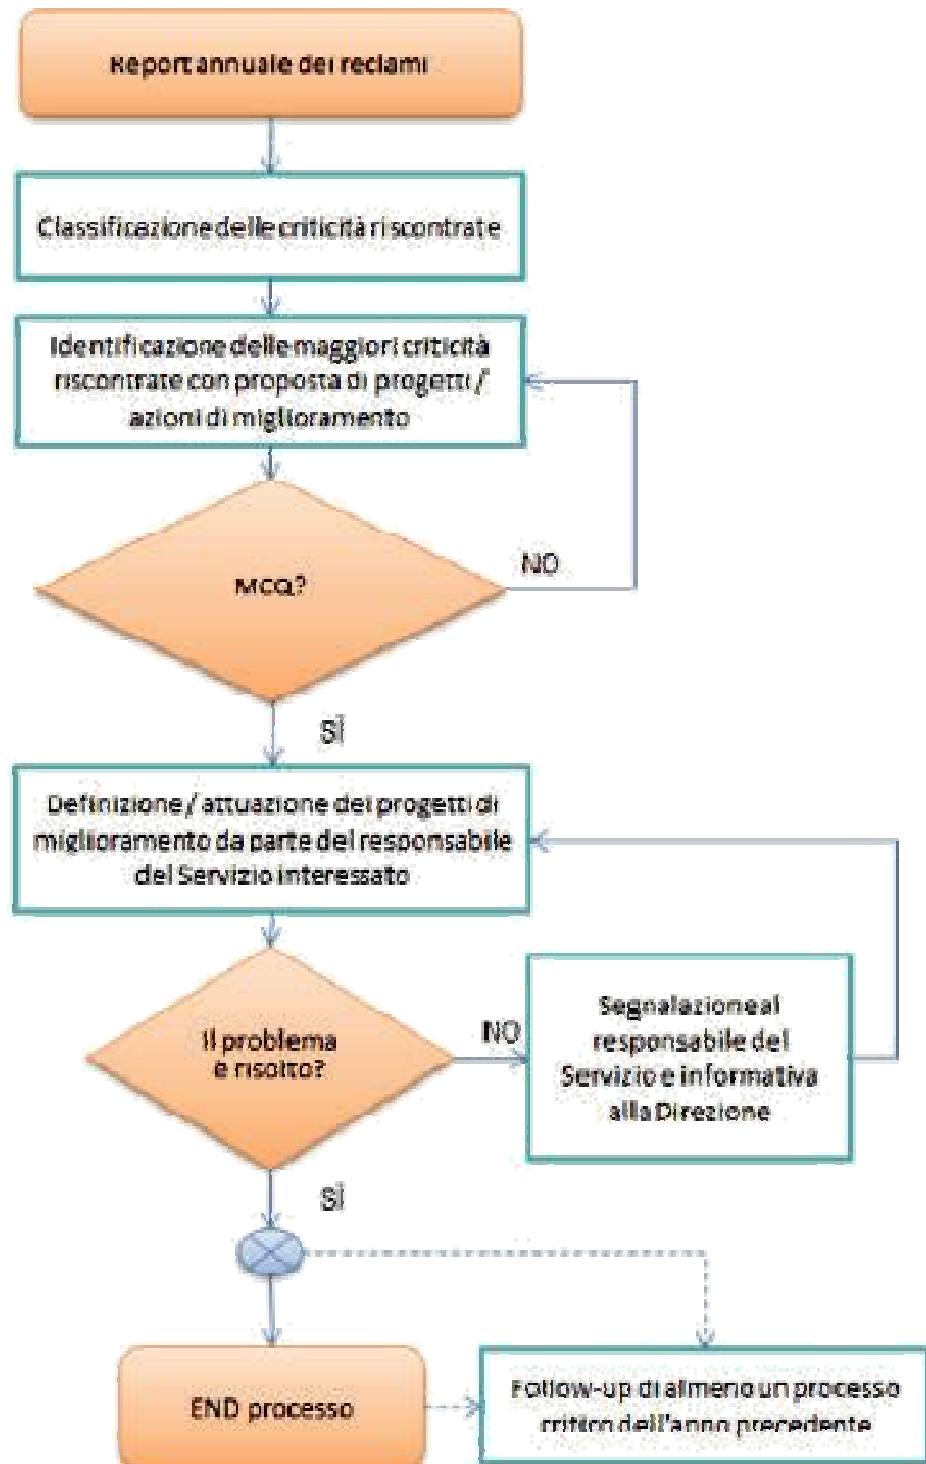 Report annuale dei reclami
Classificazione delle criticità riscontrate
Identificazione delle maggiori criticità
riscontrate con proposta di progetti /
azioni di miglioramento
MCQ?
NO
SÌ
Definizione / attuazione dei progetti di
miglioramento da parte del responsabile
del Servizio interessato
Il problema
è risolto?
NO
Segnalazione al
responsabile del
Servizio e informativa
alla Direzione
SÌ
END processo
Follow-up di almeno un processo
critico dell'anno precedente